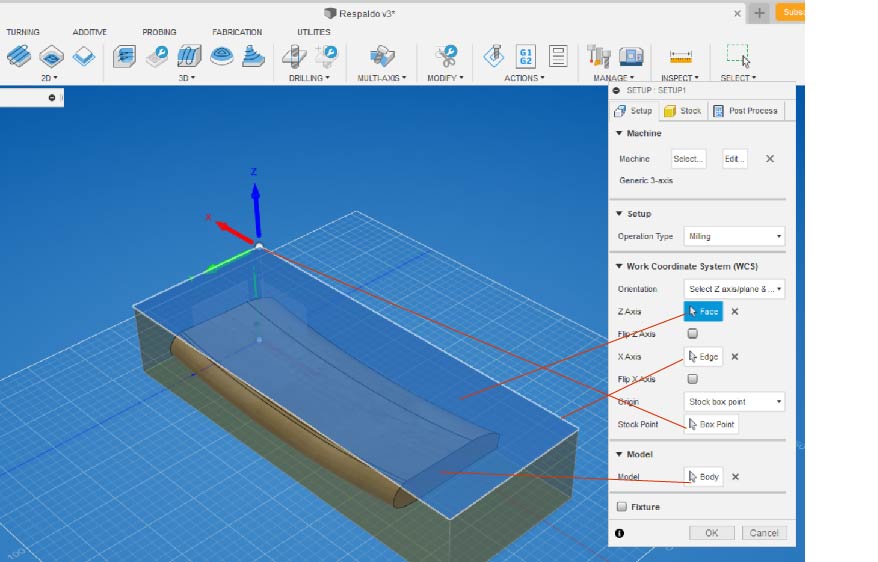 Respaldo v3*
Subsc
TURNING ADDITIVE PROBING FABRICATION UTILITIES
G1
G2
2D 3D DRILLING MULTI-AXIS MODIFY ACTIONS MANAGE INSPECT SELECT
SETUP : SETUP1
Setup Stock Post Process
Machine
Machine Select... Edit...
Generic 3-axis
Setup
Operation Type Milling
Work Coordinate System (WCS)
Orientation Select Z axis/plane & ...
Z Axis Face
Flip Z Axis
X Axis Edge
Flip X Axis
Origin Stock box point
Stock Point Box Point
Model
Model Body
Fixture
OK Cancel
Z
X
100